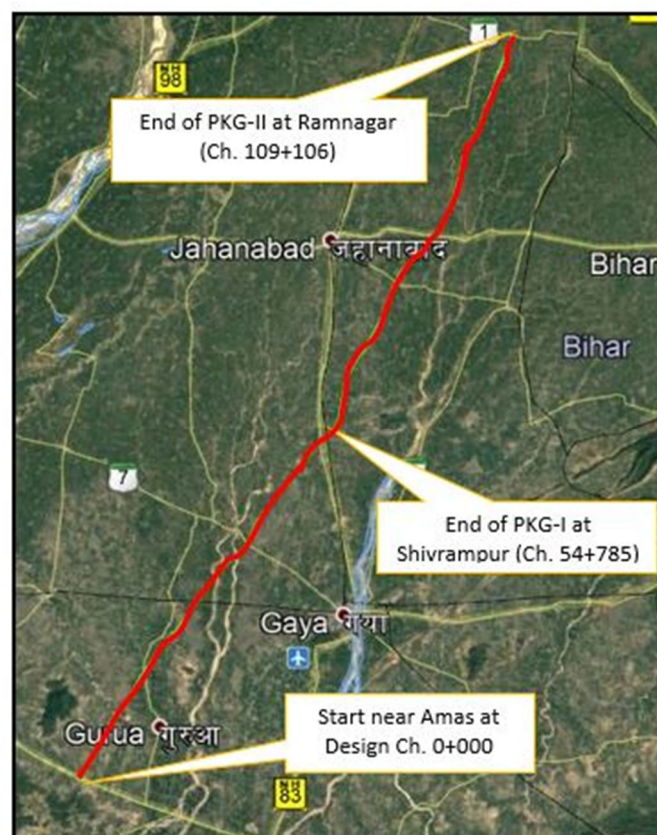 1
NH
98
End of PKG-II at Ramnagar
(Ch. 109+106)
Jahanabad जहानाबाद
Bihar
Bihar
7
End of PKG-I at
Shivrampur (Ch. 54+785)
Gaya गया
Start near Amas at
Design Ch. 0+000
Gurua गुरुआ
NH
83